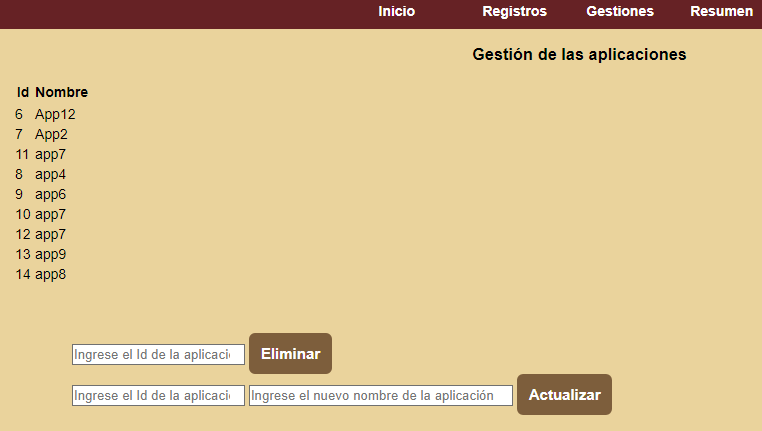 Inicio Registros Gestiones Resumen
Gestión de las aplicaciones
Id Nombre
6 App12
7 App2
11 app7
8 app4
9 app6
10 app7
12 app7
13 app9
14 app8
Ingrese el Id de la aplicació Eliminar
Ingrese el Id de la aplicació Ingrese el nuevo nombre de la aplicación Actualizar